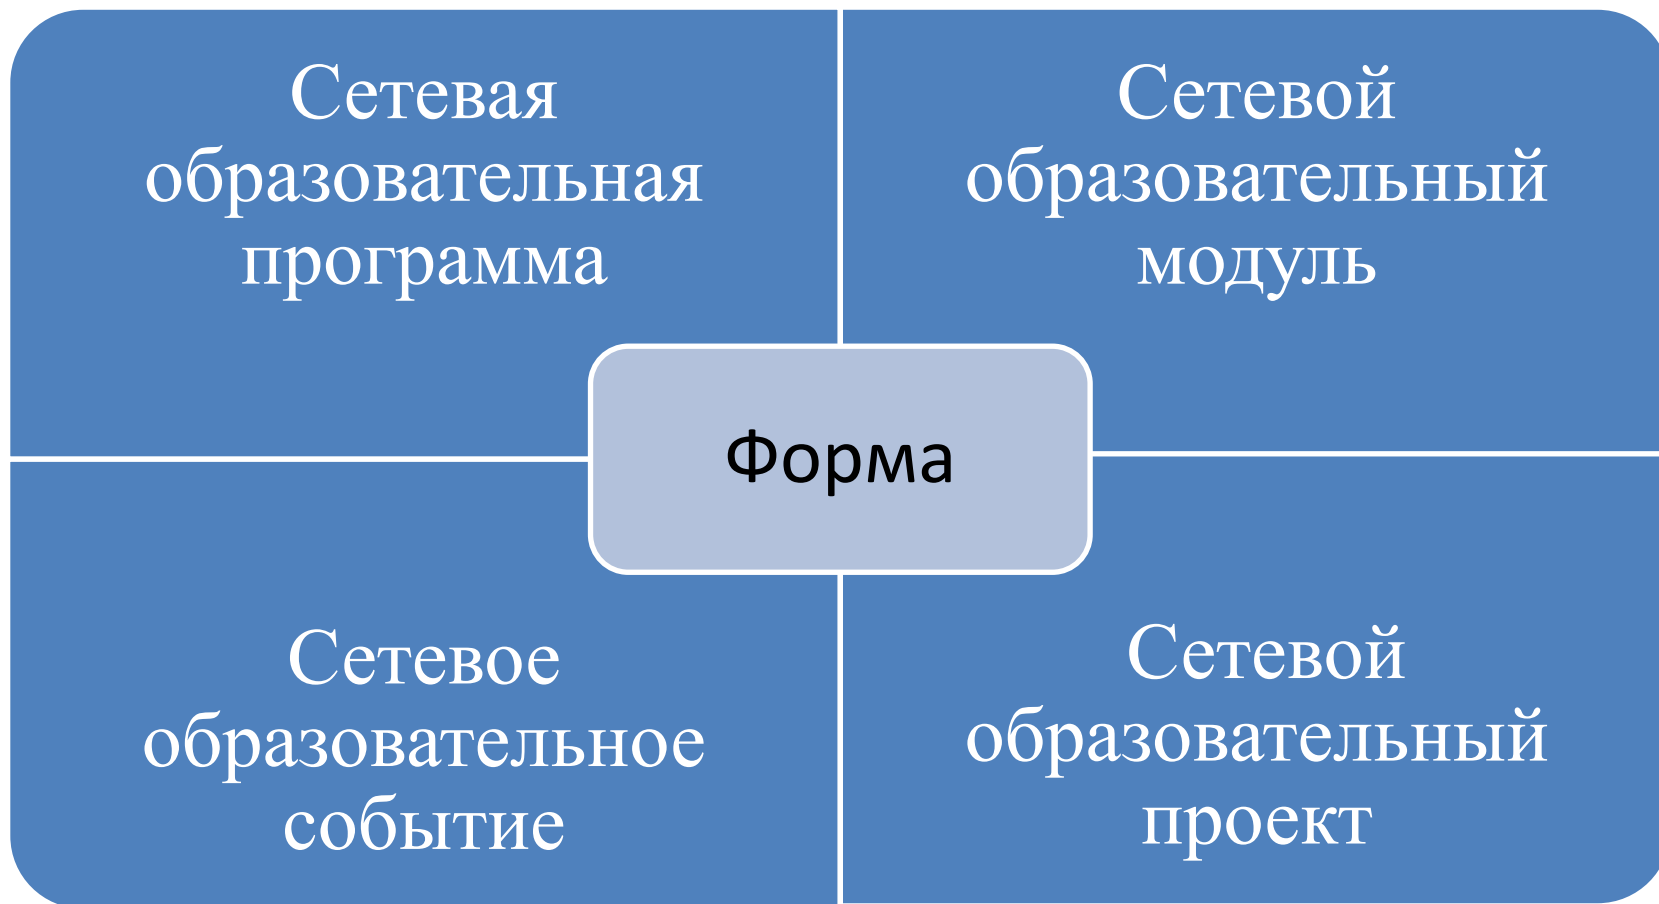 Сетевая
образовательная
программа
Сетевой
образовательный
модуль
Форма
Сетевое
образовательное
событие
Сетевой
образовательный
проект